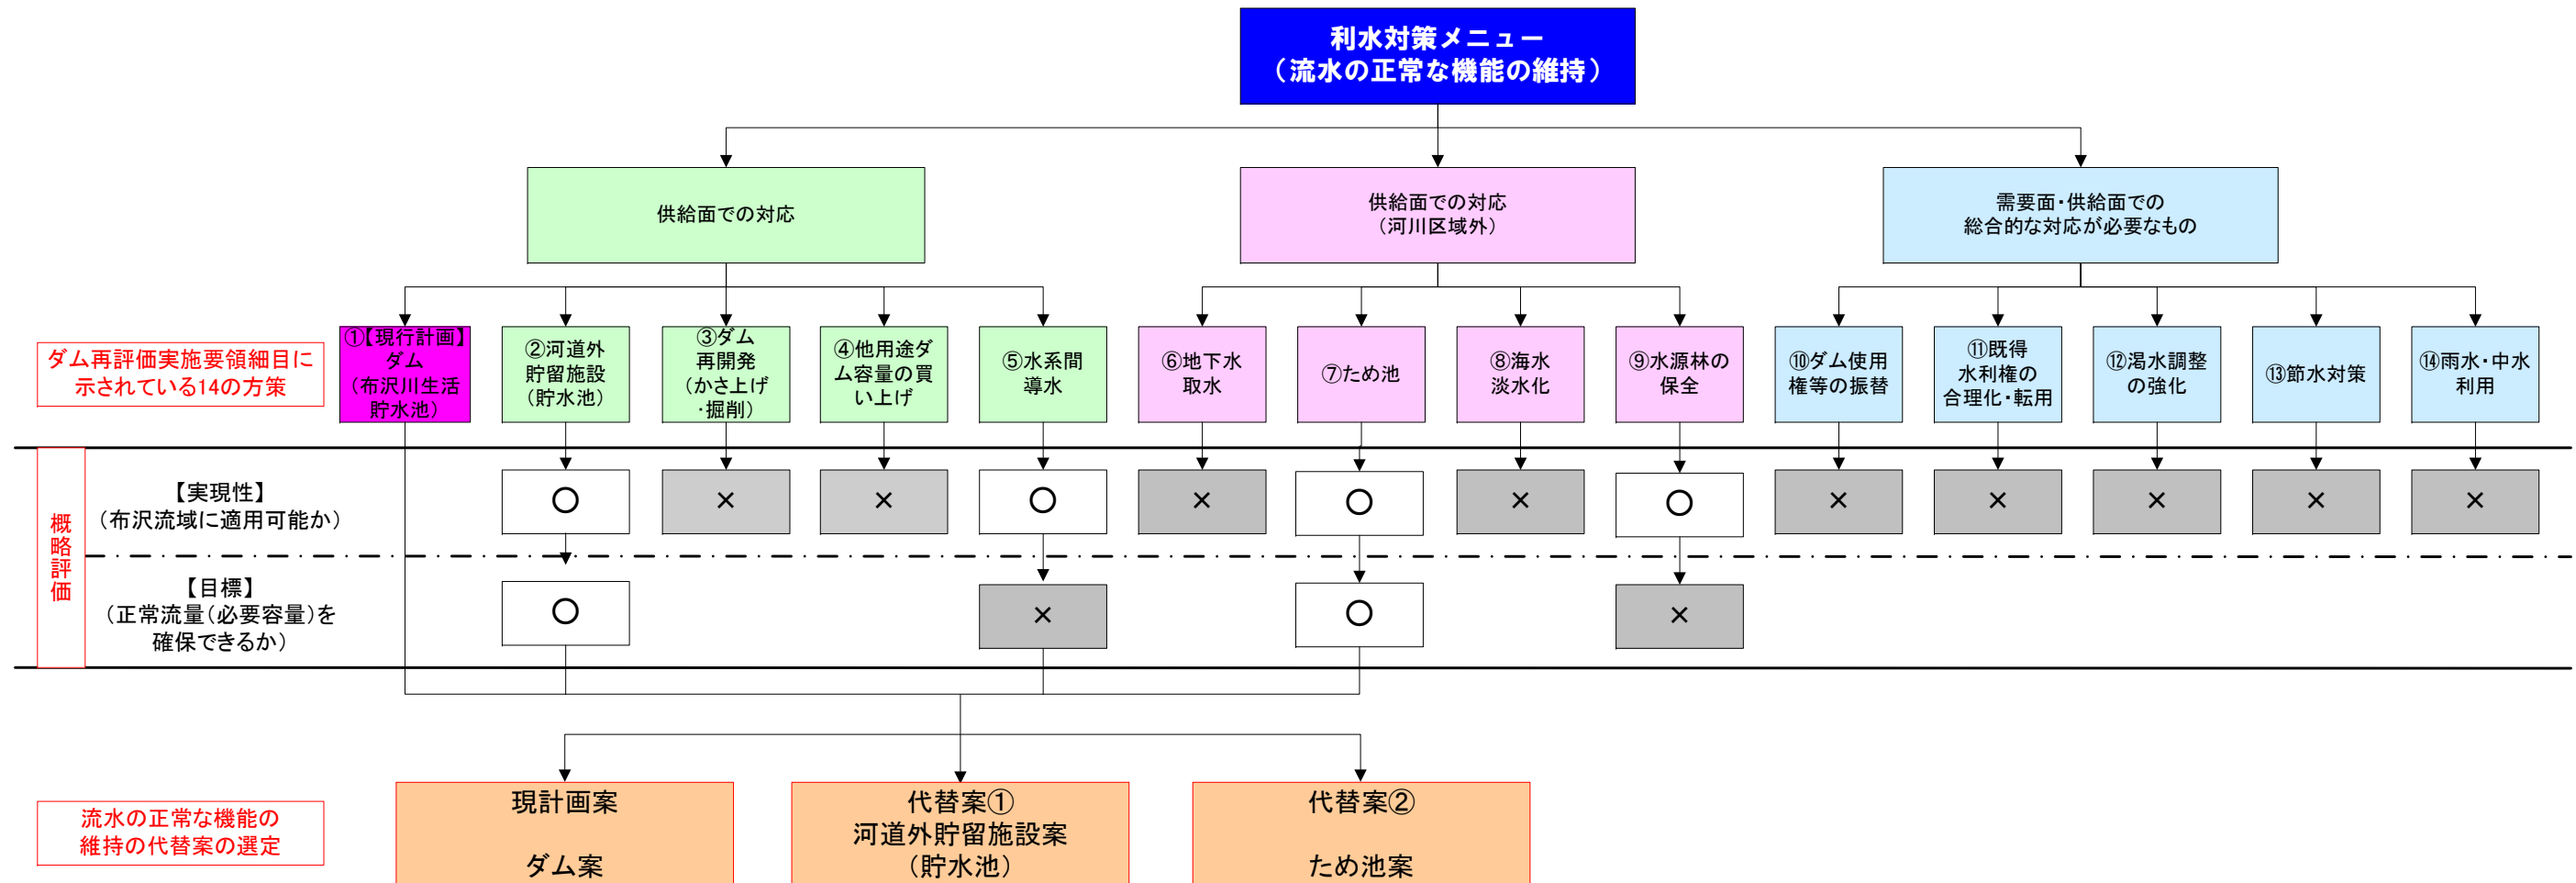 利水対策メニュー
（流水の正常な機能の維持）
供給面での対応
供給面での対応
（河川区域外）
需要面・供給面での
総合的な対応が必要なもの
ダム再評価実施要領細目に
示されている14の方策
①【現行計画】
ダム
（布沢川生活
貯水池）
②河道外
貯留施設
（貯水池）
③ダム
再開発
（かさ上げ
・掘削）
④他用途ダ
ム容量の買
い上げ
⑤水系間
導水
⑥地下水
取水
⑦ため池
⑧海水
淡水化
⑨水源林の
保全
⑩ダム使用
権等の振替
⑪既得
水利権の
合理化・転用
⑫渇水調整
の強化
⑬節水対策
⑭雨水・中水
利用
概略評価
【実現性】
（布沢流域に適用可能か）
○
×
×
○
×
○
×
○
×
×
×
×
×
【目標】
（正常流量（必要容量）を
確保できるか）
○
×
○
×
流水の正常な機能の
維持の代替案の選定
現計画案
ダム案
代替案①
河道外貯留施設案
（貯水池）
代替案②
ため池案